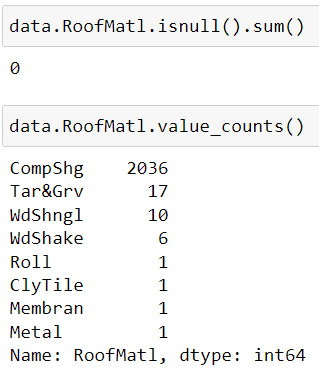 data.RoofMatl.isnull().sum()
0
data.RoofMatl.value_counts()
CompShg    2036
Tar&Grv      17
WdShngl      10
WdShake       6
Roll          1
ClyTile       1
Membran       1
Metal         1
Name: RoofMatl, dtype: int64